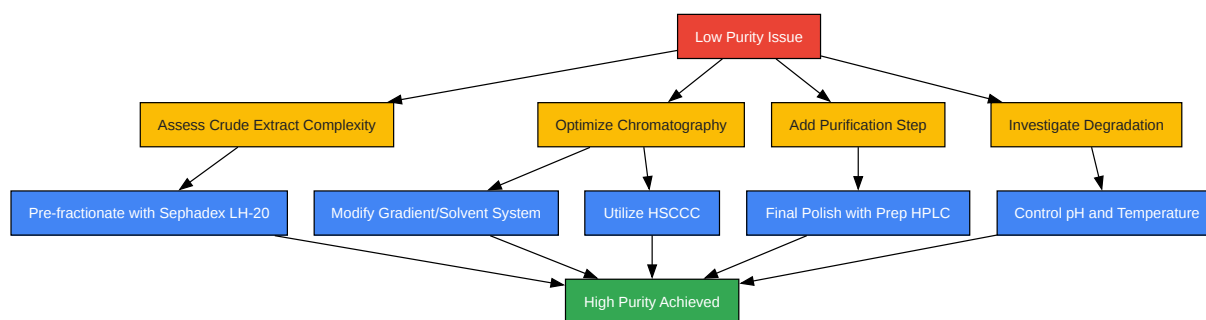 Low Purity Issue
Assess Crude Extract Complexity
Optimize Chromatography
Add Purification Step
Investigate Degradation
Pre-fractionate with Sephadex LH-20
Modify Gradient/Solvent System
Utilize HSCCC
Final Polish with Prep HPLC
Control pH and Temperature
High Purity Achieved